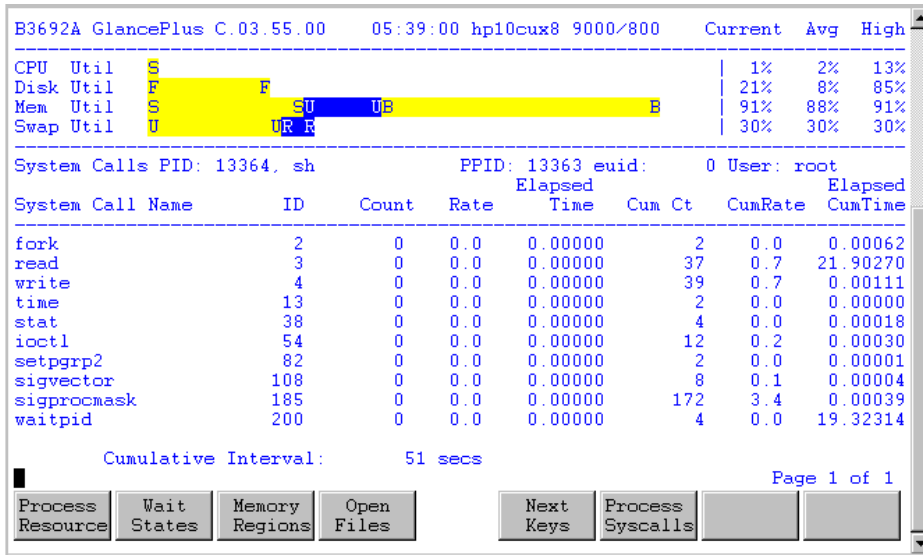 B3692A GlancePlus C.03.55.00 05:39:00 hp10cux8 9000/800 Current Avg High
CPU Util S | 1% 2% 13%
Disk Util F F | 21% 8% 85%
Mem Util S SU UB B | 91% 88% 91%
Swap Util U UR R | 30% 30% 30%
System Calls PID: 13364, sh PPID: 13363 euid: 0 User: root
Elapsed Elapsed
System Call Name ID Count Rate Time Cum Ct CumRate CumTime
fork 2 0 0.0 0.00000 2 0.0 0.00062
read 3 0 0.0 0.00000 37 0.7 21.90270
write 4 0 0.0 0.00000 39 0.7 0.00111
time 13 0 0.0 0.00000 2 0.0 0.00000
stat 38 0 0.0 0.00000 4 0.0 0.00018
ioctl 54 0 0.0 0.00000 12 0.2 0.00030
setpgrp2 82 0 0.0 0.00000 2 0.0 0.00001
sigvector 108 0 0.0 0.00000 8 0.1 0.00004
sigprocmask 185 0 0.0 0.00000 172 3.4 0.00039
waitpid 200 0 0.0 0.00000 4 0.0 19.32314
Cumulative Interval: 51 secs
Page 1 of 1
Process Wait Memory Open Next Process
Resource States Regions Files Keys Syscalls